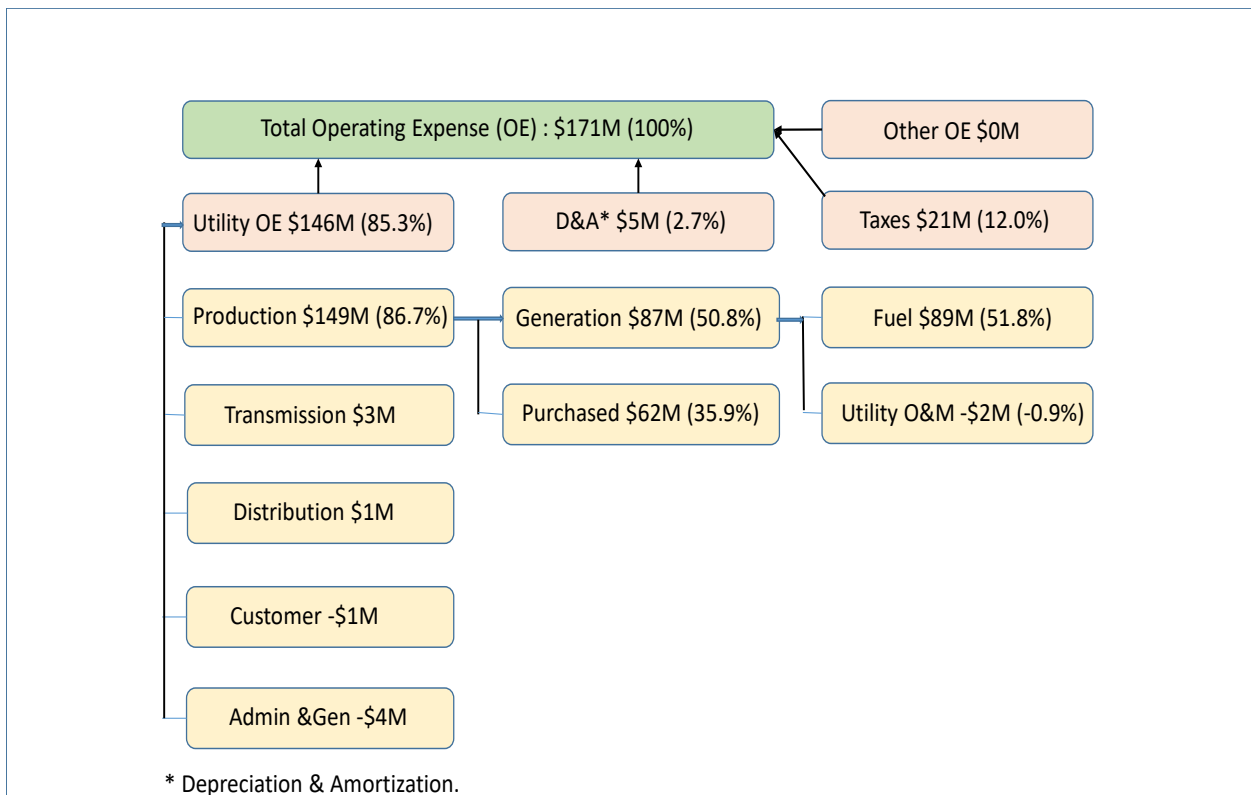 Total Operating Expense (OE) : $171M (100%)
Other OE $0M
Utility OE $146M (85.3%)
D&A* $5M (2.7%)
Taxes $21M (12.0%)
Production $149M (86.7%)
Generation $87M (50.8%)
Fuel $89M (51.8%)
Transmission $3M
Purchased $62M (35.9%)
Utility O&M -$2M (-0.9%)
Distribution $1M
Customer -$1M
Admin &Gen -$4M
* Depreciation & Amortization.